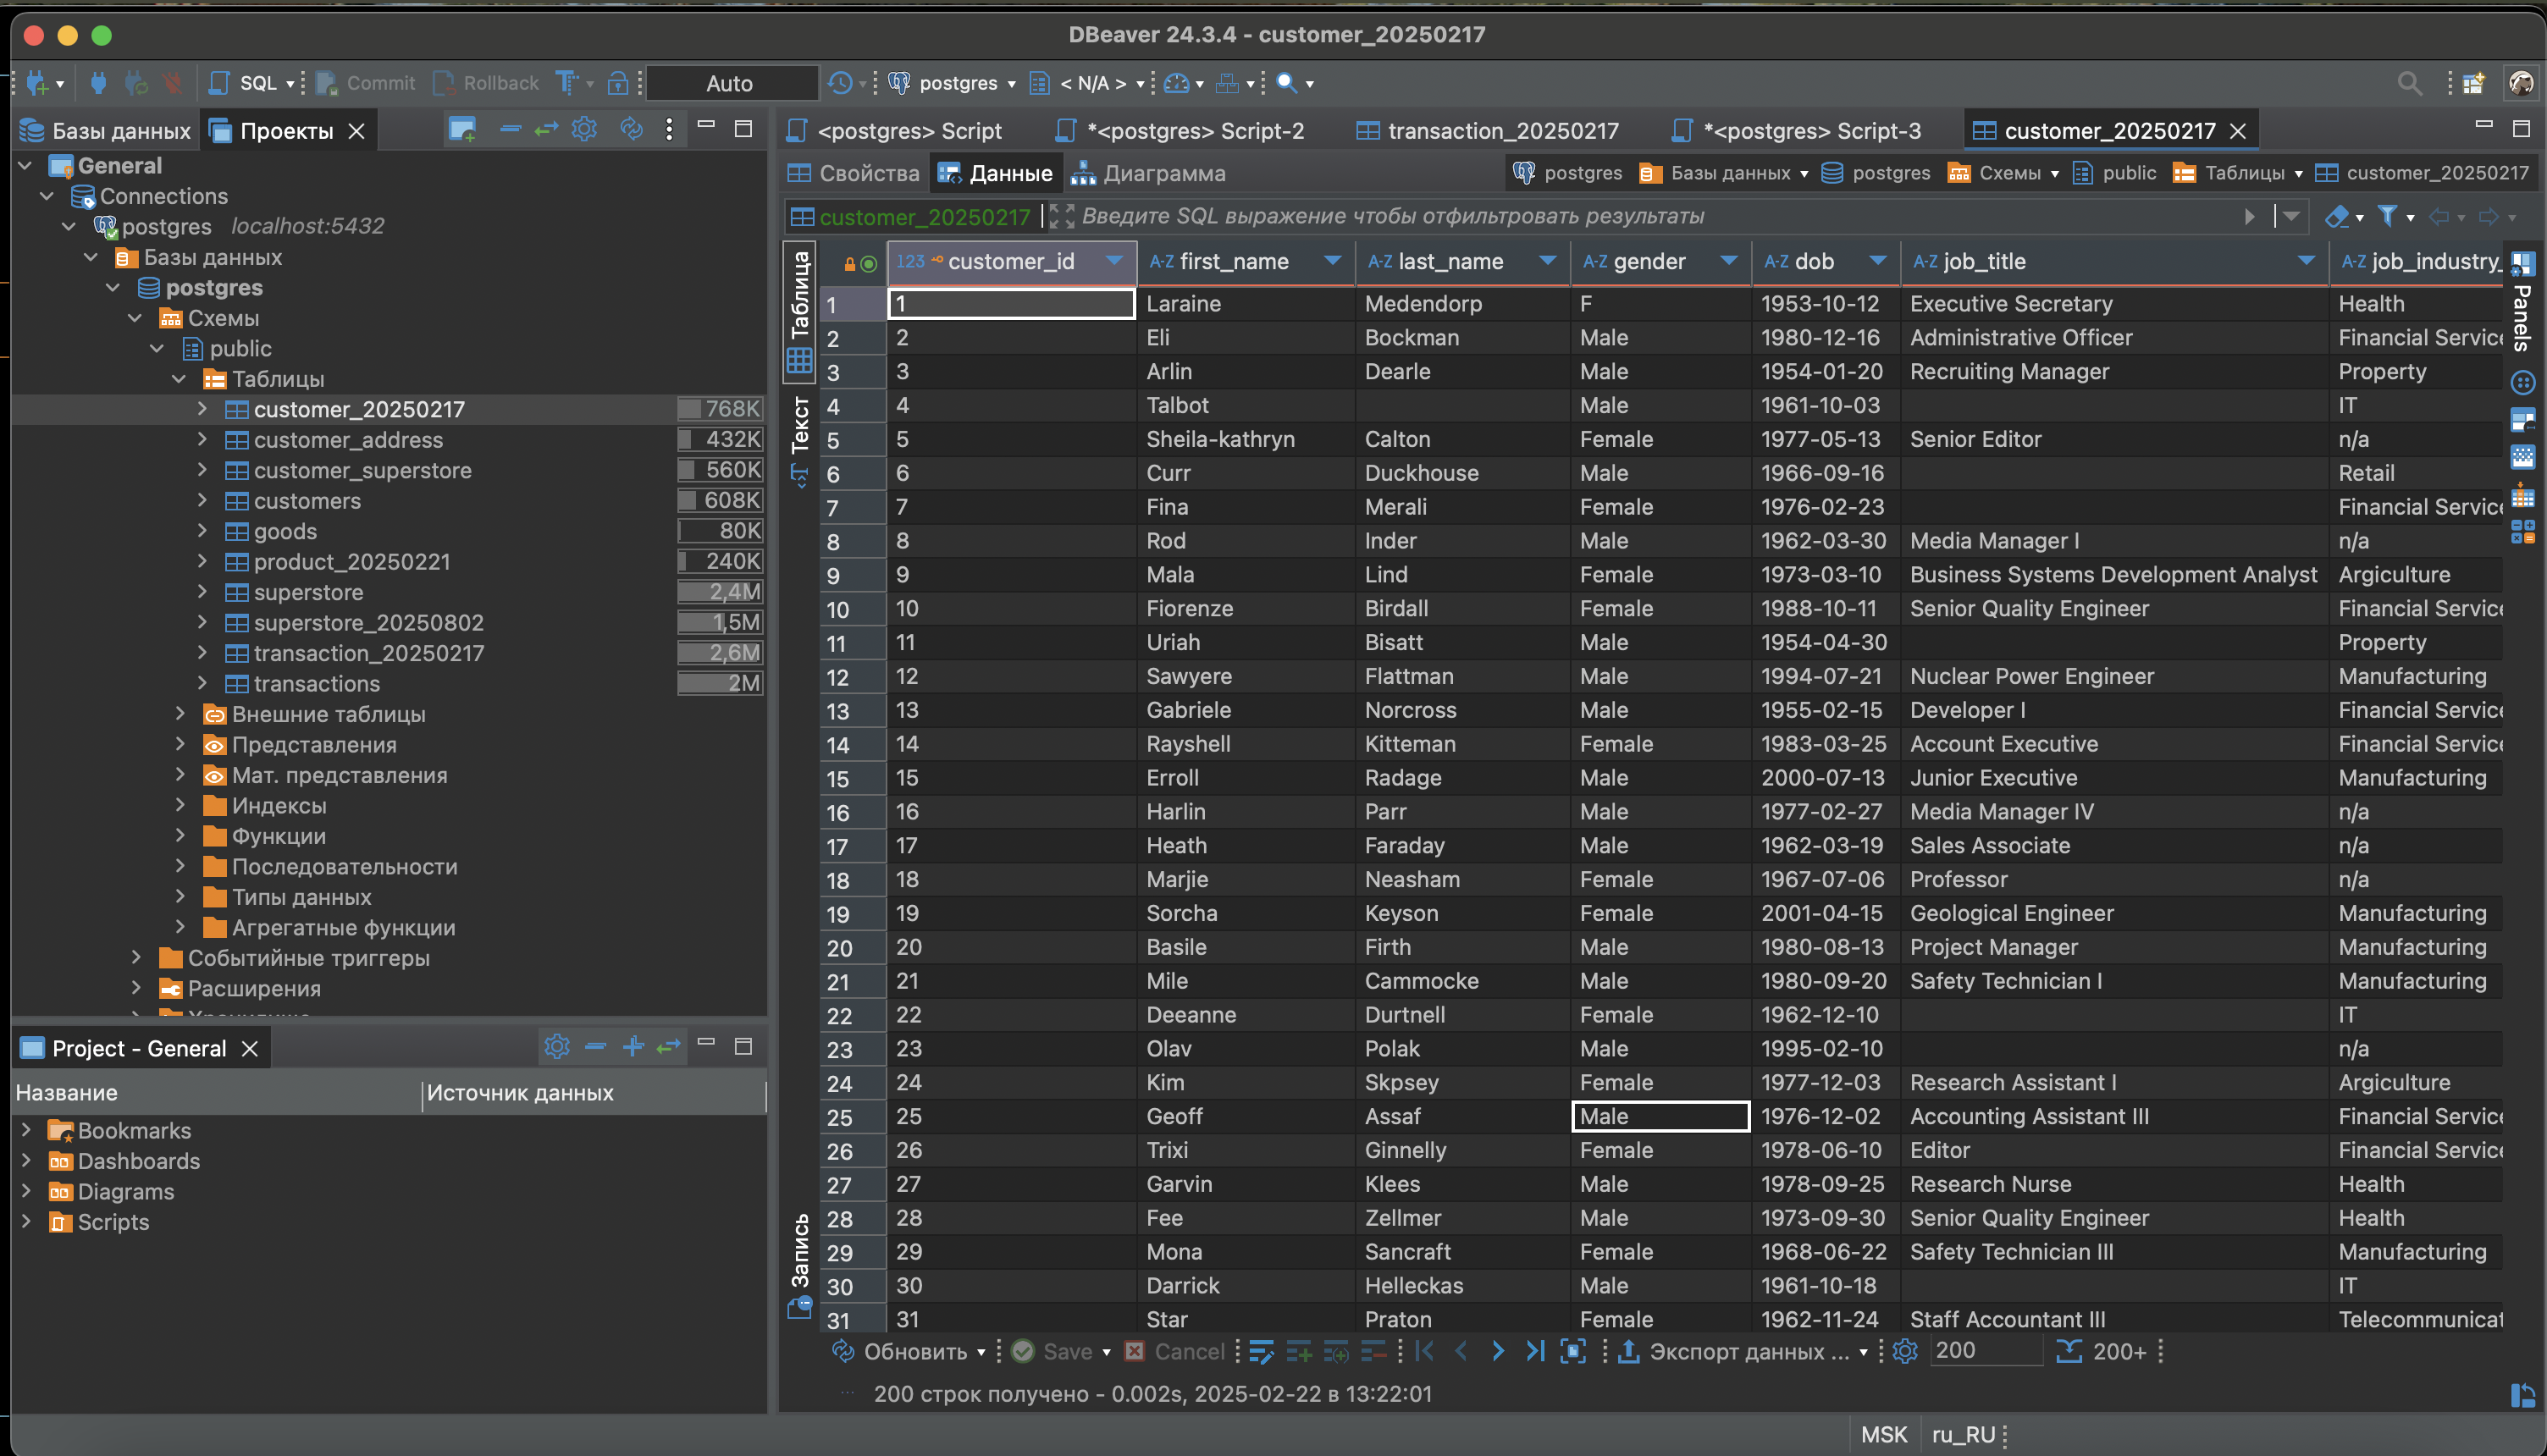 DBeaver 24.3.4 - customer_20250217
SQL Commit Rollback Auto postgres < N/A >
Базы данных Проекты
<postgres> Script *<postgres> Script-2 transaction_20250217 *<postgres> Script-3 customer_20250217
General
Connections
postgres localhost:5432
Базы данных
postgres
Схемы
public
Таблицы
customer_20250217 768K
customer_address 432K
customer_superstore 560K
customers 608K
goods 80K
product_20250221 240K
superstore 2,4M
superstore_20250802 1,5M
transaction_20250217 2,6M
transactions 2M
Внешние таблицы
Представления
Мат. представления
Индексы
Функции
Последовательности
Типы данных
Агрегатные функции
Событийные триггеры
Расширения
Project - General
Название Источник данных
Bookmarks
Dashboards
Diagrams
Scripts
Свойства Данные Диаграмма postgres Базы данных postgres Схемы public Таблицы customer_20250217
customer_20250217 Введите SQL выражение чтобы отфильтровать результаты
Таблица
Текст
Запись
123 customer_id A-Z first_name A-Z last_name A-Z gender A-Z dob A-Z job_title A-Z job_industry_
1 1 Laraine Medendorp F 1953-10-12 Executive Secretary Health
2 2 Eli Bockman Male 1980-12-16 Administrative Officer Financial Service
3 3 Arlin Dearle Male 1954-01-20 Recruiting Manager Property
4 4 Talbot Male 1961-10-03 IT
5 5 Sheila-kathryn Calton Female 1977-05-13 Senior Editor n/a
6 6 Curr Duckhouse Male 1966-09-16 Retail
7 7 Fina Merali Female 1976-02-23 Financial Service
8 8 Rod Inder Male 1962-03-30 Media Manager I n/a
9 9 Mala Lind Female 1973-03-10 Business Systems Development Analyst Argiculture
10 10 Fiorenze Birdall Female 1988-10-11 Senior Quality Engineer Financial Service
11 11 Uriah Bisatt Male 1954-04-30 Property
12 12 Sawyere Flattman Male 1994-07-21 Nuclear Power Engineer Manufacturing
13 13 Gabriele Norcross Male 1955-02-15 Developer I Financial Service
14 14 Rayshell Kitteman Female 1983-03-25 Account Executive Financial Service
15 15 Erroll Radage Male 2000-07-13 Junior Executive Manufacturing
16 16 Harlin Parr Male 1977-02-27 Media Manager IV n/a
17 17 Heath Faraday Male 1962-03-19 Sales Associate n/a
18 18 Marjie Neasham Female 1967-07-06 Professor n/a
19 19 Sorcha Keyson Female 2001-04-15 Geological Engineer Manufacturing
20 20 Basile Firth Male 1980-08-13 Project Manager Manufacturing
21 21 Mile Cammocke Male 1980-09-20 Safety Technician I Manufacturing
22 22 Deeanne Durtnell Female 1962-12-10 IT
23 23 Olav Polak Male 1995-02-10 n/a
24 24 Kim Skpsey Female 1977-12-03 Research Assistant I Argiculture
25 25 Geoff Assaf Male 1976-12-02 Accounting Assistant III Financial Service
26 26 Trixi Ginnelly Female 1978-06-10 Editor Financial Service
27 27 Garvin Klees Male 1978-09-25 Research Nurse Health
28 28 Fee Zellmer Male 1973-09-30 Senior Quality Engineer Health
29 29 Mona Sancraft Female 1968-06-22 Safety Technician III Manufacturing
30 30 Darrick Helleckas Male 1961-10-18 IT
31 31 Star Praton Female 1962-11-24 Staff Accountant III Telecommunicat
Panels
Обновить Save Cancel Экспорт данных ... 200 200+
200 строк получено - 0.002s, 2025-02-22 в 13:22:01
MSK ru_RU